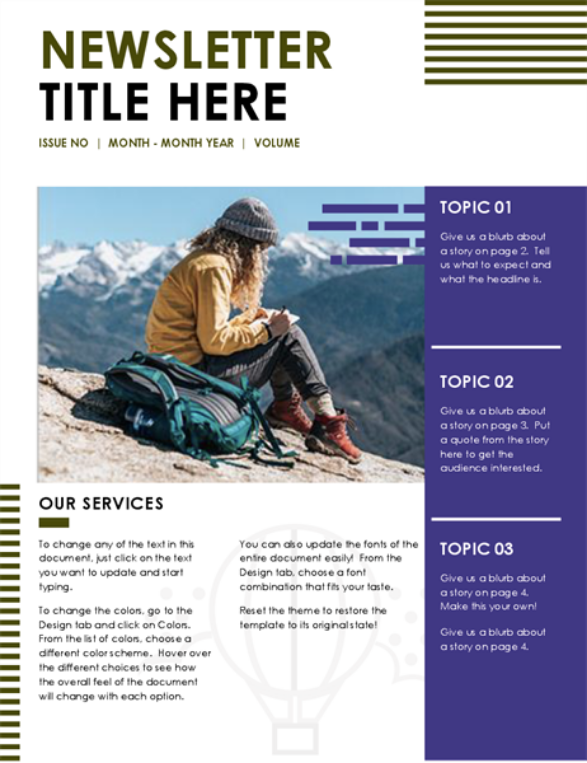 NEWSLETTER
TITLE HERE
ISSUE NO | MONTH - MONTH YEAR | VOLUME
TOPIC 01
Give us a blurb about
a story on page 2. Tell
us what to expect and
what the headline is.
TOPIC 02
Give us a blurb about
a story on page 3. Put
a quote from the story
here to get the
audience interested.
TOPIC 03
Give us a blurb about
a story on page 4.
Make this your own!
Give us a blurb about
a story on page 4.
OUR SERVICES
To change any of the text in this
document, just click on the text
you want to update and start
typing.
To change the colors, go to the
Design tab and click on Colors.
From the list of colors, choose a
different color scheme. Hover over
the different choices to see how
the overall feel of the document
will change with each option.
You can also update the fonts of the
entire document easily! From the
Design tab, choose a font
combination that fits your taste.
Reset the theme to restore the
template to its original state!